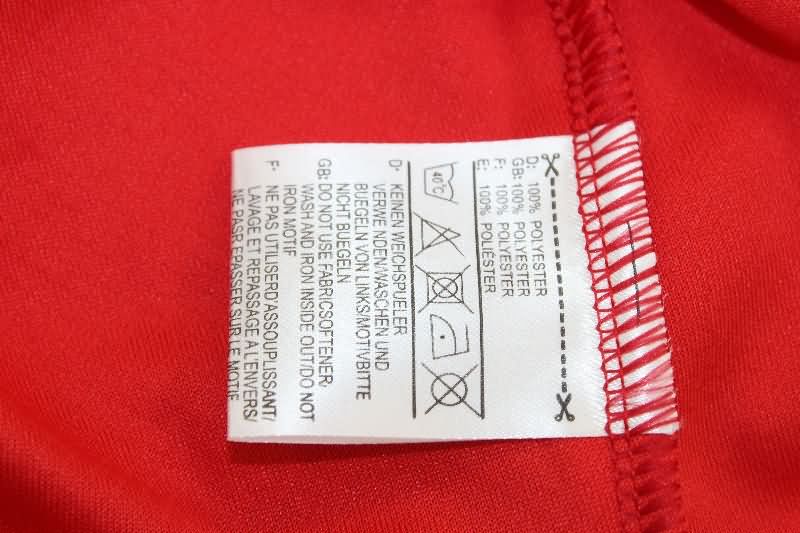 D: 100% POLYESTER
GB: 100% POLYESTER
F: 100% POLYESTER
E: 100% POLIÉSTER
40°C
D: KEINEN WEICHSPUELER
VERWE NDEN/WASCHEN UND
BUEGELN VON LINKS/MOTIVBITTE
NICHT BUEGELN
GB: DO NOT USE FABRICSOFTENER/
WASH AND IRON INSIDE OUT/DO NOT
IRON MOTIF
F: NE PAS UTILISERD'ASSOUPLISSANT/
LAVAGE ET REPASSAGE A L'ENVERS/
NE PASR EPASSER SUR LE MOTIF